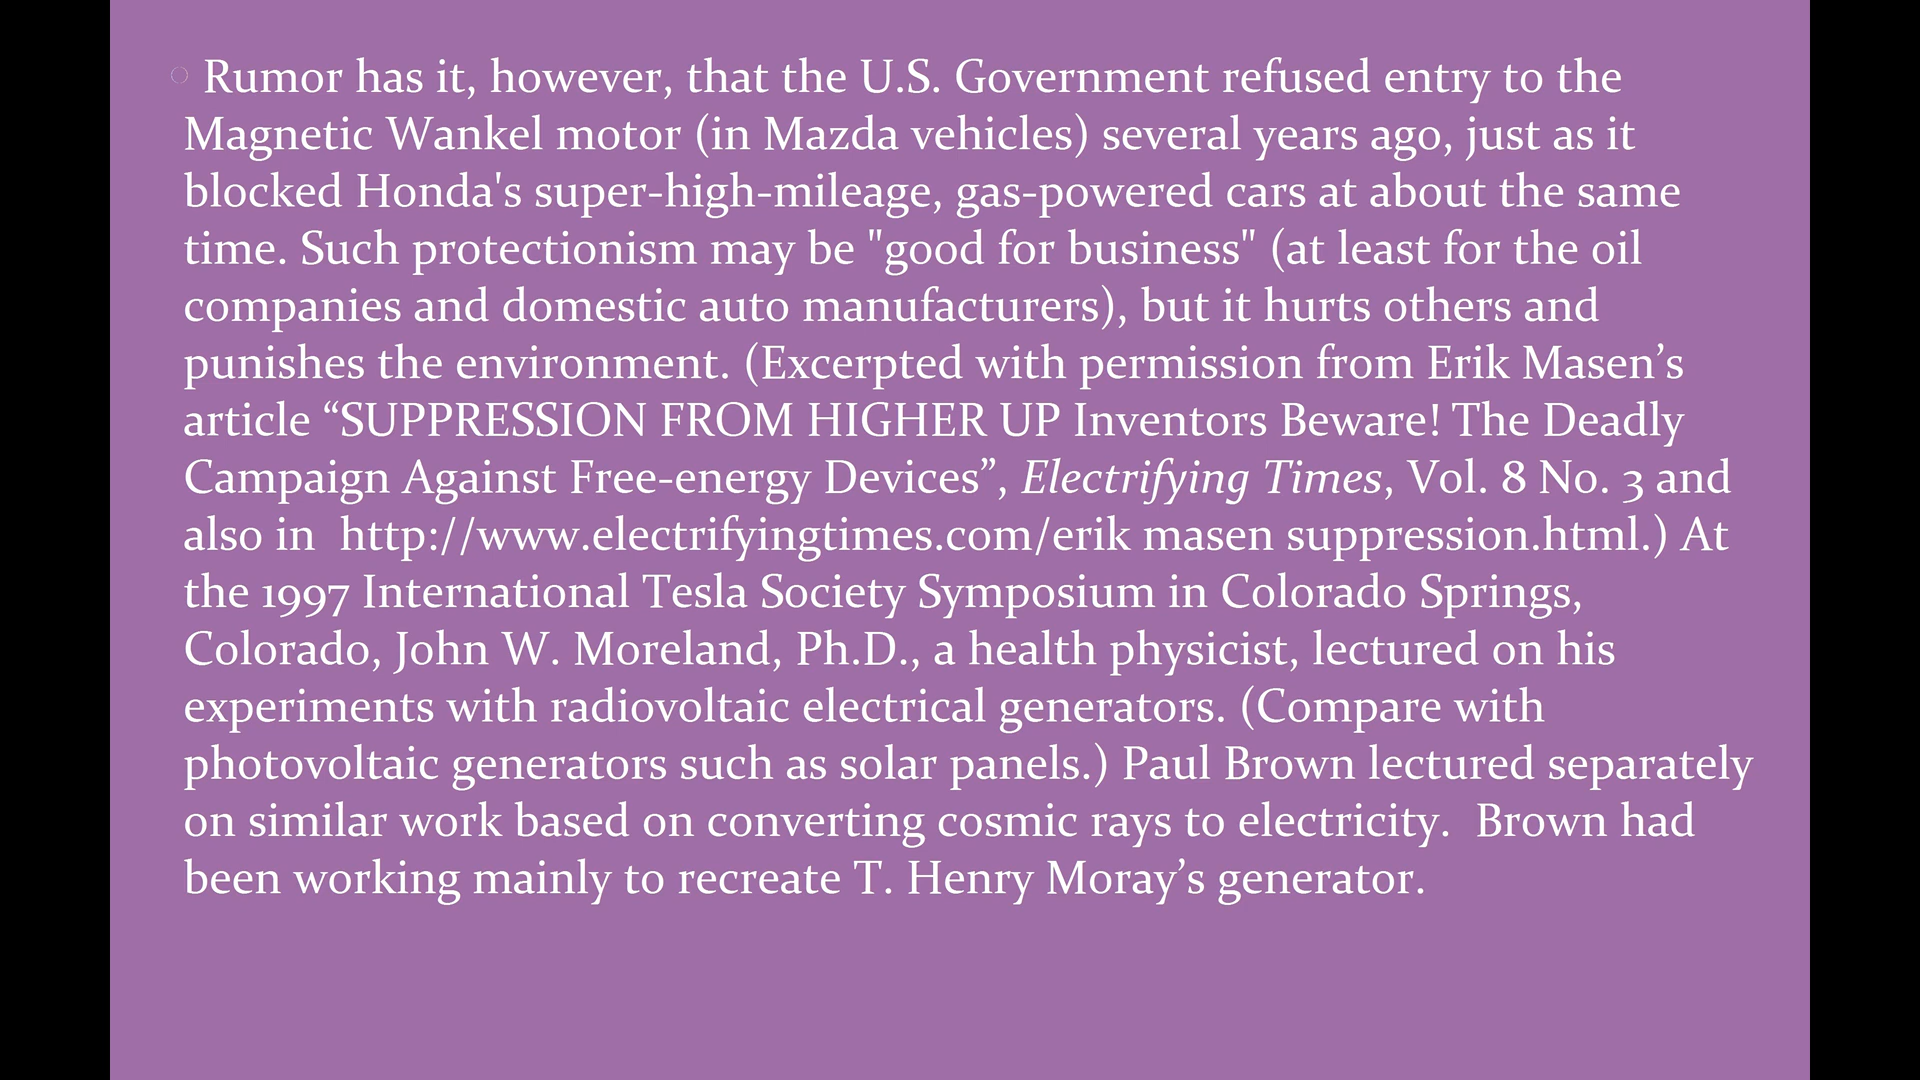 Rumor has it, however, that the U.S. Government refused entry to the
Magnetic Wankel motor (in Mazda vehicles) several years ago, just as it
blocked Honda's super-high-mileage, gas-powered cars at about the same
time. Such protectionism may be "good for business" (at least for the oil
companies and domestic auto manufacturers), but it hurts others and
punishes the environment. (Excerpted with permission from Erik Masen’s
article “SUPPRESSION FROM HIGHER UP Inventors Beware! The Deadly
Campaign Against Free-energy Devices”, Electrifying Times, Vol. 8 No. 3 and
also in  http://www.electrifyingtimes.com/erik masen suppression.html.) At
the 1997 International Tesla Society Symposium in Colorado Springs,
Colorado, John W. Moreland, Ph.D., a health physicist, lectured on his
experiments with radiovoltaic electrical generators. (Compare with
photovoltaic generators such as solar panels.) Paul Brown lectured separately
on similar work based on converting cosmic rays to electricity.  Brown had
been working mainly to recreate T. Henry Moray’s generator.